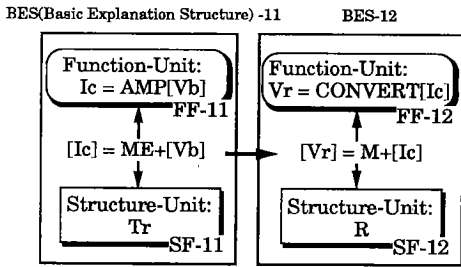 BES(Basic Explanation Structure) -11
BES-12
Function-Unit:
Ic = AMP[Vb]
FF-11
[Ic] = ME+[Vb]
Structure-Unit:
Tr
SF-11
Function-Unit:
Vr = CONVERT[Ic]
FF-12
[Vr] = M+[Ic]
Structure-Unit:
R
SF-12